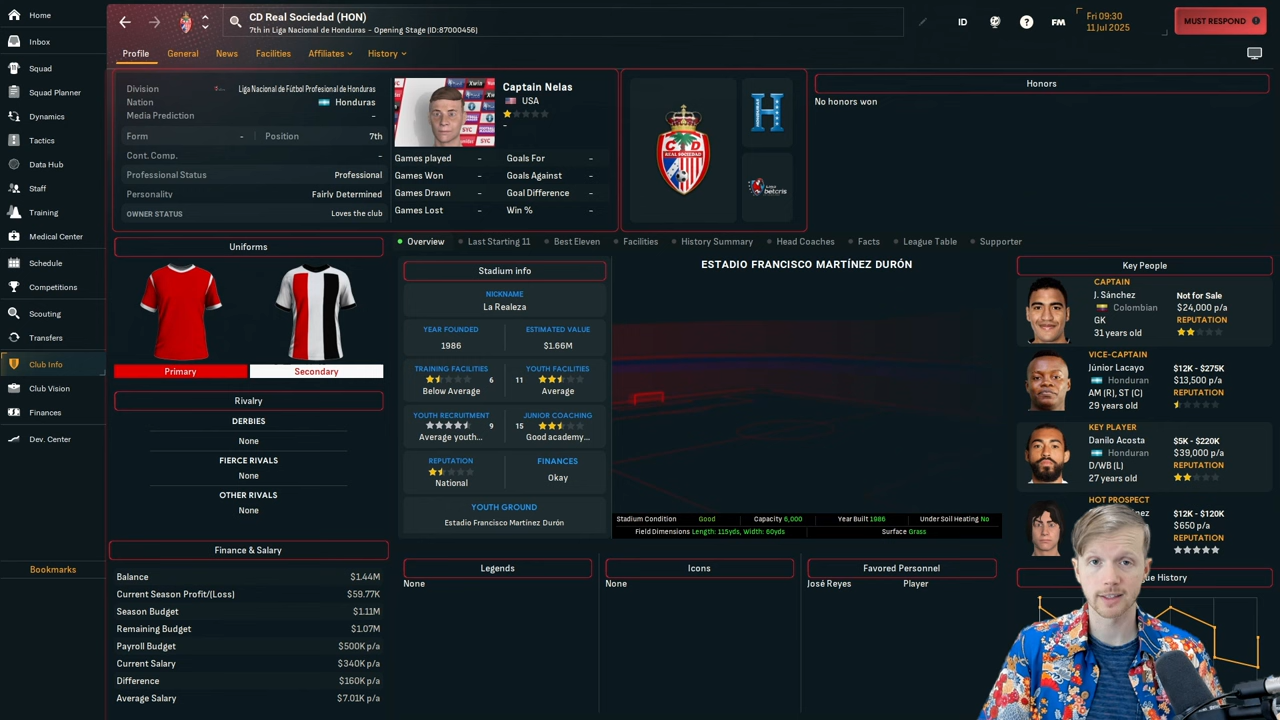 Home
Inbox
Squad
Squad Planner
Dynamics
Tactics
Data Hub
Staff
Training
Medical Center
Schedule
Competitions
Scouting
Transfers
Club Info
Club Vision
Finances
Dev. Center
Bookmarks
CD Real Sociedad (HON)
7th in Liga Nacional de Honduras - Opening Stage (ID:87000456)
ID
FM
Fri 09:30
11 Jul 2025
MUST RESPOND
Profile
General
News
Facilities
Affiliates
History
Division Liga Nacional de Fútbol Profesional de Honduras
Nation Honduras
Media Prediction -
Form - Position 7th
Cont. Comp. -
Professional Status Professional
Personality Fairly Determined
OWNER STATUS Loves the club
Captain Nelas
USA
-
Games played - Goals For -
Games Won - Goals Against -
Games Drawn - Goal Difference -
Games Lost - Win % -
CD
REAL SOCIEDAD
H
betcris
Honors
No honors won
Uniforms
Primary
Secondary
Rivalry
DERBIES
None
FIERCE RIVALS
None
OTHER RIVALS
None
Finance & Salary
Balance $1.44M
Current Season Profit/(Loss) $59.77K
Season Budget $1.11M
Remaining Budget $1.07M
Payroll Budget $500K p/a
Current Salary $340K p/a
Difference $160K p/a
Average Salary $7.01K p/a
Overview
Last Starting 11
Best Eleven
Facilities
History Summary
Head Coaches
Facts
League Table
Supporter
Stadium info
NICKNAME
La Realeza
YEAR FOUNDED ESTIMATED VALUE
1986 $1.66M
TRAINING FACILITIES YOUTH FACILITIES
6 11
Below Average Average
YOUTH RECRUITMENT JUNIOR COACHING
9 15
Average youth... Good academy...
REPUTATION FINANCES
National Okay
YOUTH GROUND
Estadio Francisco Martínez Durón
ESTADIO FRANCISCO MARTÍNEZ DURÓN
Stadium Condition Good Capacity 6,000 Year Built 1986 Under Soil Heating No
Field Dimensions Length: 115yds, Width: 60yds Surface Grass
Legends
None
Icons
None
Favored Personnel
José Reyes Player
Key People
CAPTAIN
J. Sánchez Not for Sale
Colombian $24,000 p/a
GK REPUTATION
31 years old
VICE-CAPTAIN
Júnior Lacayo $12K - $275K
Honduran $13,500 p/a
AM (R), ST (C) REPUTATION
29 years old
KEY PLAYER
Danilo Acosta $5K - $220K
Honduran $39,000 p/a
D/WB (L) REPUTATION
27 years old
HOT PROSPECT
$12K - $120K
$650 p/a
REPUTATION
History